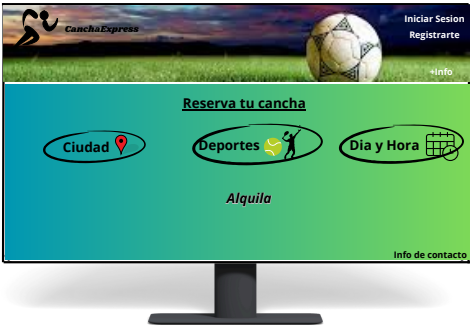 CanchaExpress
Iniciar Sesion
Registrarte
+Info
Reserva tu cancha
Ciudad
Deportes
Dia y Hora
Alquila
Info de contacto